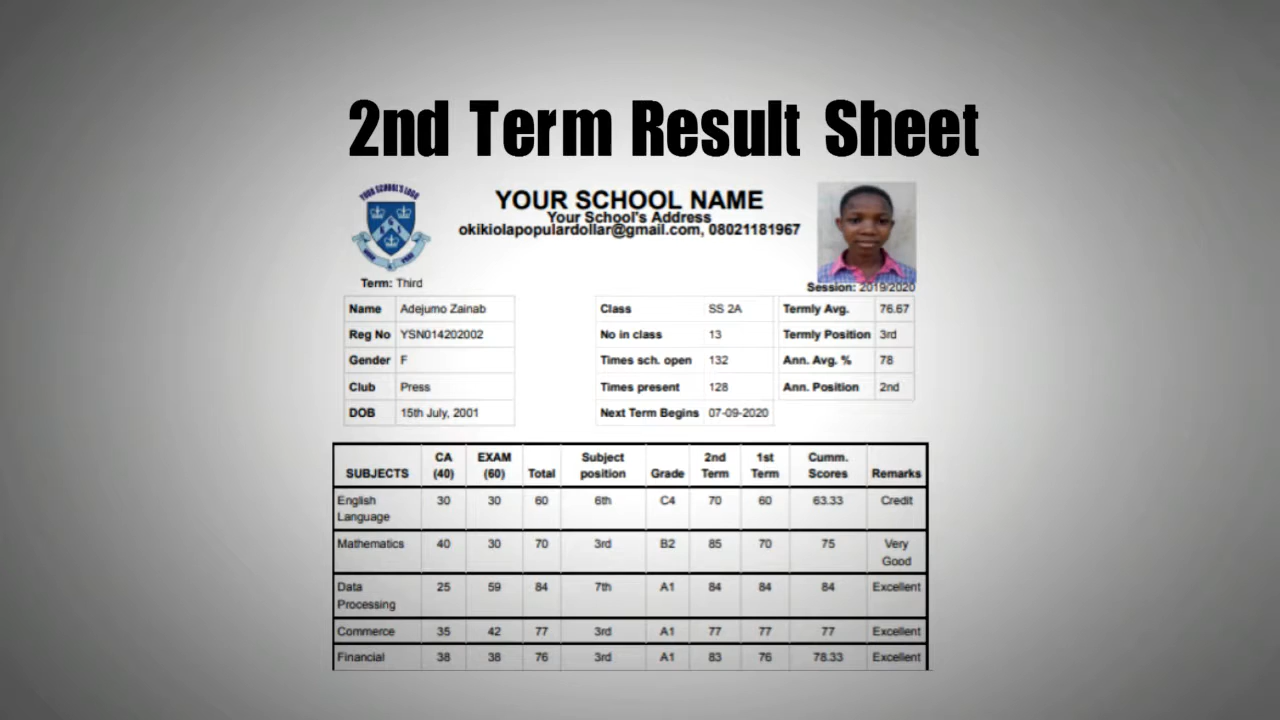 2nd Term Result Sheet
YOUR SCHOOL'S LOGO
YOUR SCHOOL NAME
Your School's Address
okikiolapopulardollar@gmail.com, 08021181967
Term: Third
Session: 2019/2020
Name Adejumo Zainab Class SS 2A Termly Avg. 76.67
Reg No YSN014202002 No in class 13 Termly Position 3rd
Gender F Times sch. open 132 Ann. Avg. % 78
Club Press Times present 128 Ann. Position 2nd
DOB 15th July, 2001 Next Term Begins 07-09-2020
SUBJECTS CA (40) EXAM (60) Total Subject position Grade 2nd Term 1st Term Cumm. Scores Remarks
English Language 30 30 60 6th C4 70 60 63.33 Credit
Mathematics 40 30 70 3rd B2 85 70 75 Very Good
Data Processing 25 59 84 7th A1 84 84 84 Excellent
Commerce 35 42 77 3rd A1 77 77 77 Excellent
Financial 38 38 76 3rd A1 83 76 78.33 Excellent